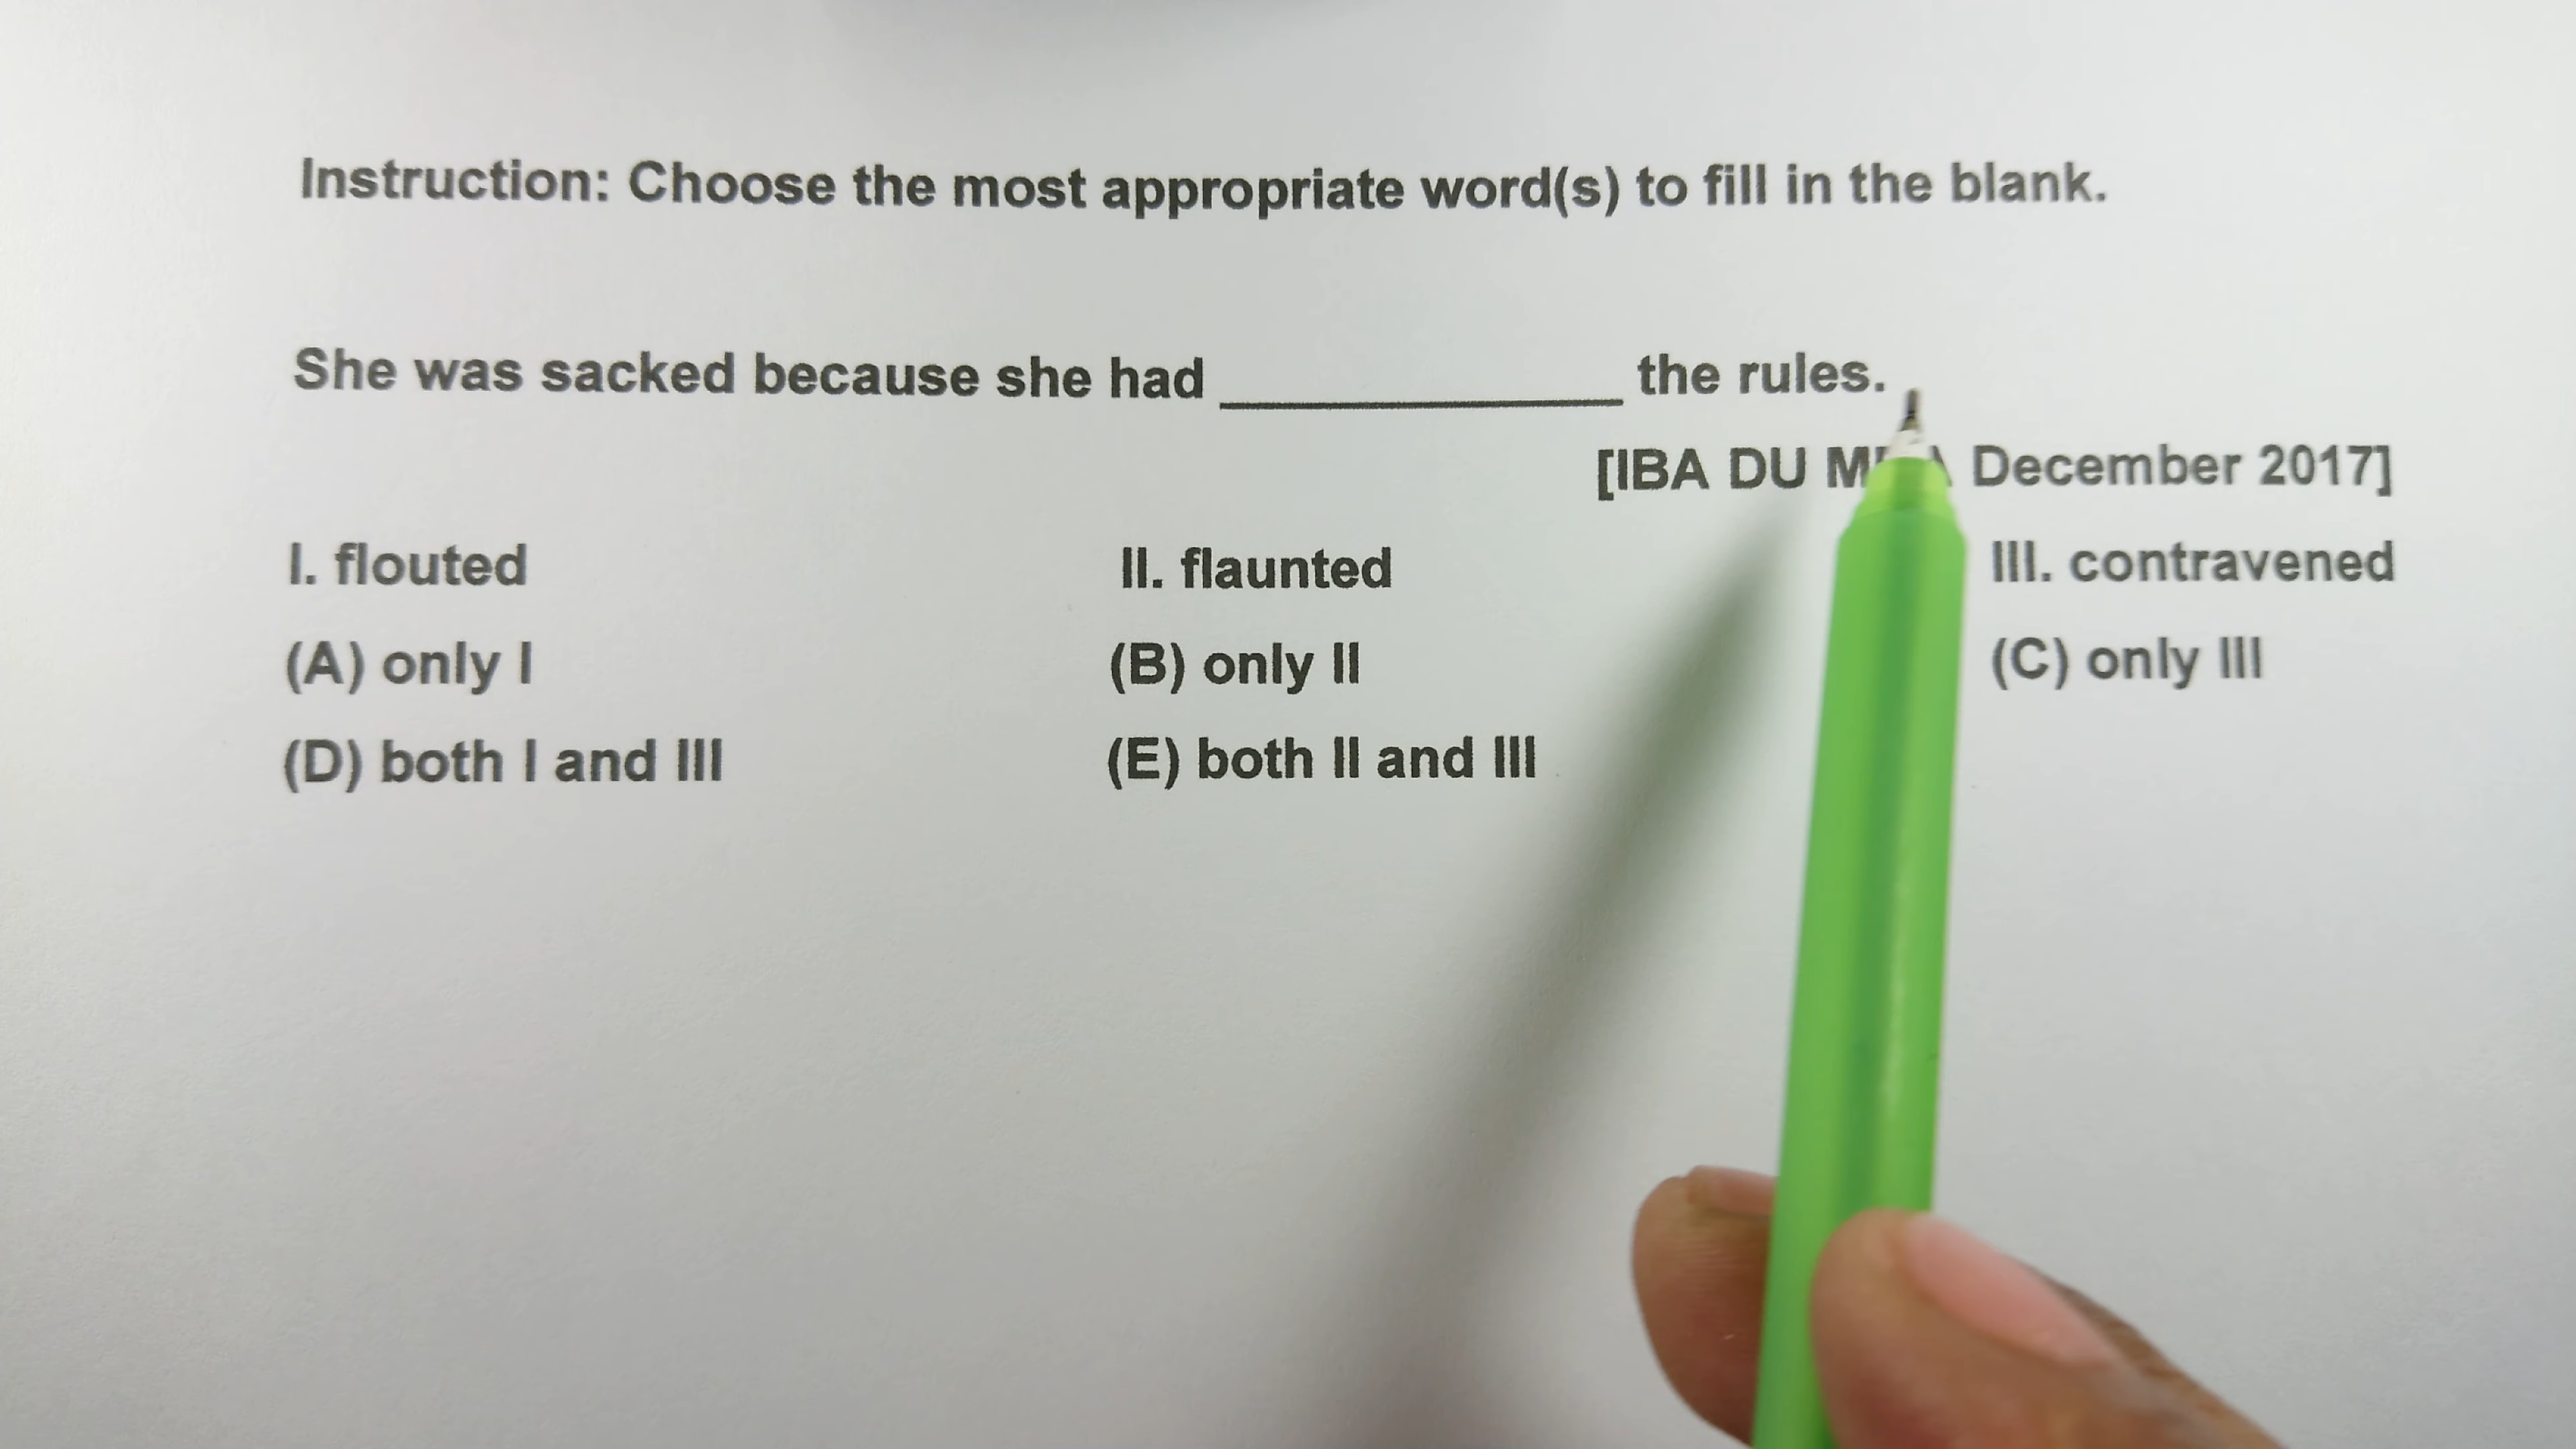 Instruction: Choose the most appropriate word(s) to fill in the blank.
She was sacked because she had ______________ the rules.
[IBA DU December 2017]
I. flouted II. flaunted III. contravened
(A) only I (B) only II (C) only III
(D) both I and III (E) both II and III